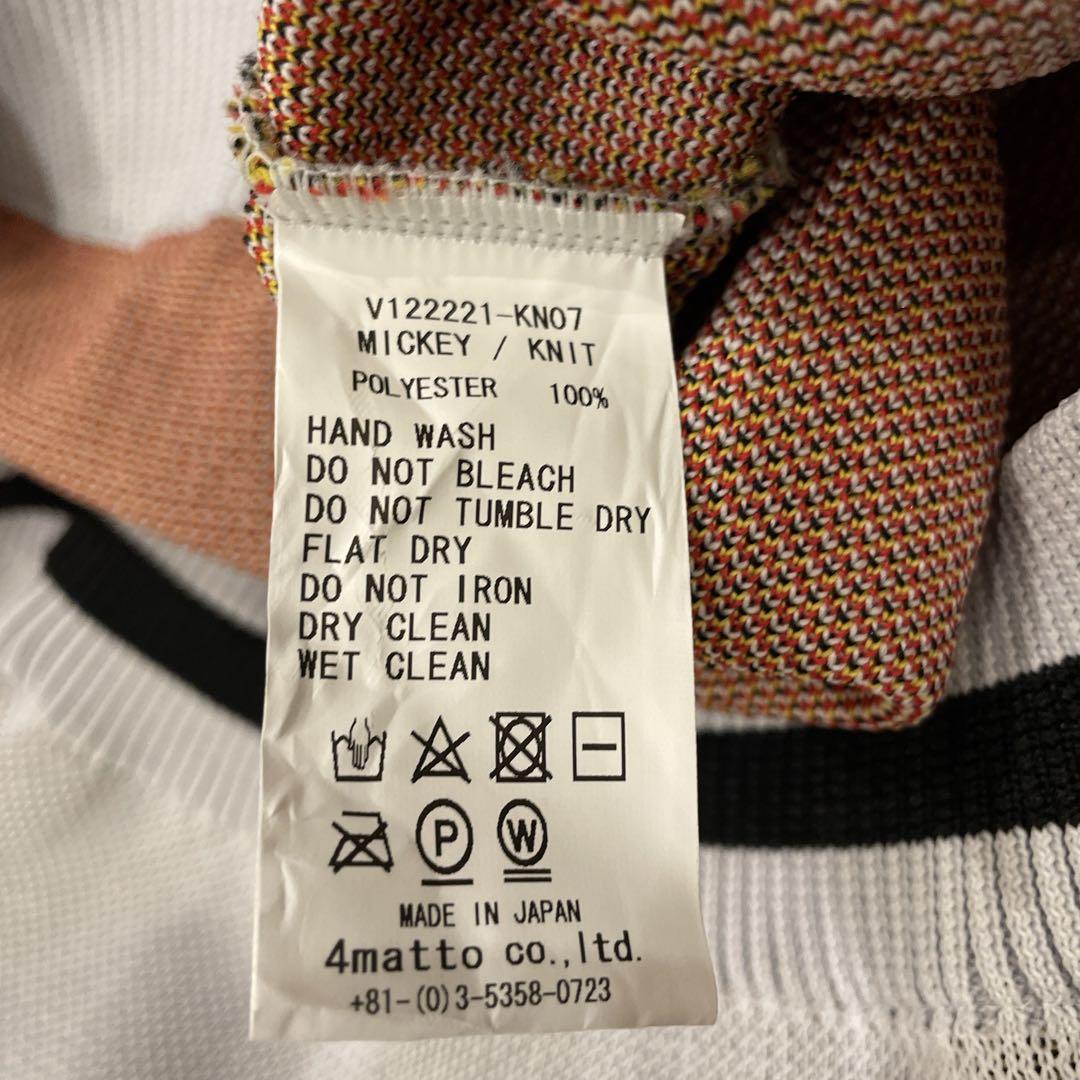 V122221-KN07
MICKEY / KNIT
POLYESTER 100%
HAND WASH
DO NOT BLEACH
DO NOT TUMBLE DRY
FLAT DRY
DO NOT IRON
DRY CLEAN
WET CLEAN
P W
MADE IN JAPAN
4matto co.,ltd.
+81-(0)3-5358-0723